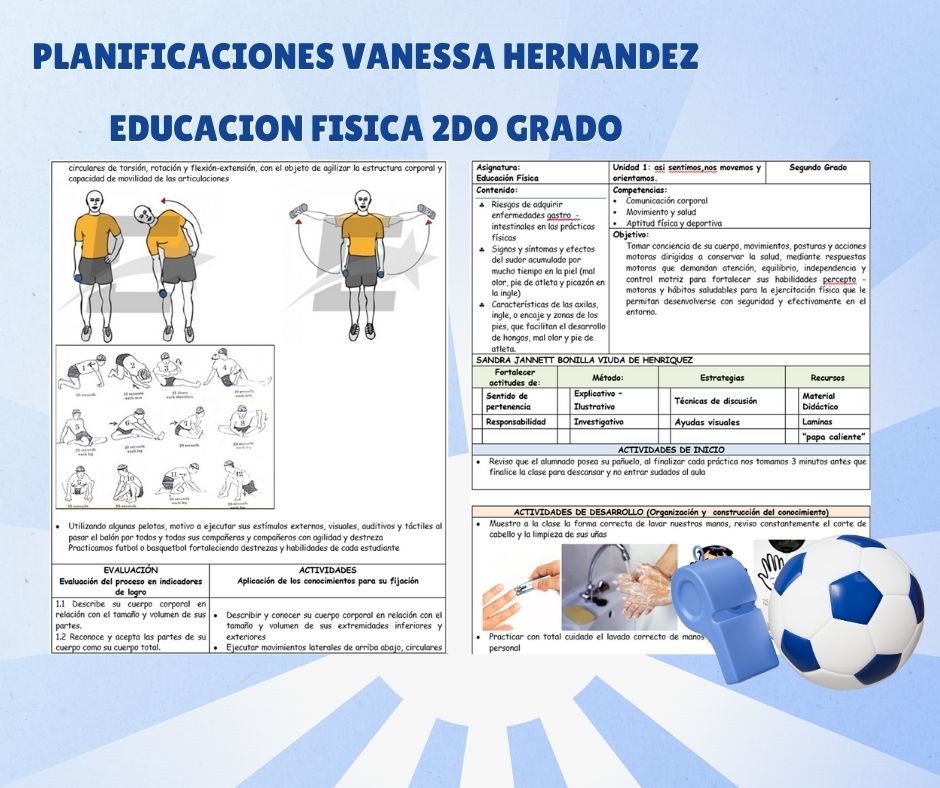 PLANIFICACIONES VANESSA HERNANDEZ
EDUCACION FISICA 2DO GRADO
circulares de torsión, rotación y flexión-extensión, con el objeto de agilizar la estructura corporal y
capacidad de movilidad de las articulaciones
• Utilizando algunas pelotas, motivo a ejecutar sus estímulos externos, visuales, auditivos y táctiles al
pasar el balón por todos y todas sus compañeras y compañeros con agilidad y destreza
Practicamos futbol o basquetbol fortaleciendo destrezas y habilidades de cada estudiante
EVALUACIÓN
Evaluación del proceso en indicadores
de logro
ACTIVIDADES
Aplicación de los conocimientos para su fijación
1.1 Describe su cuerpo corporal en
relación con el tamaño y volumen de sus
partes.
1.2 Reconoce y acepta las partes de su
cuerpo como su cuerpo total.
• Describir y conocer su cuerpo corporal en relación con el
tamaño y volumen de sus extremidades inferiores y
exteriores
• Ejecutar movimientos laterales de arriba abajo, circulares
Asignatura:
Educación Física
Unidad 1: asi sentimos,nos movemos y
orientamos.
Segundo Grado
Contenido:
Riesgos de adquirir
enfermedades gastro -
intestinales en las prácticas
físicas
Signos y síntomas y efectos
del sudor acumulado por
mucho tiempo en la piel (mal
olor, pie de atleta y picazón en
la ingle)
Características de las axilas,
ingle, o encaje y zonas de los
pies, que facilitan el desarrollo
de hongos, mal olor y pie de
atleta.
Competencias:
• Comunicación corporal
• Movimiento y salud
• Aptitud física y deportiva
Objetivo:
Tomar conciencia de su cuerpo, movimientos, posturas y acciones
motoras dirigidas a conservar la salud, mediante respuestas
motoras que demandan atención, equilibrio, independencia y
control motriz para fortalecer sus habilidades percepto -
motoras y hábitos saludables para la ejercitación física que le
permitan desenvolverse con seguridad y efectivamente en el
entorno.
SANDRA JANNETT BONILLA VIUDA DE HENRIQUEZ
Fortalecer
actitudes de:
Método:
Estrategias
Recursos
Sentido de
pertenencia
Explicativo –
Ilustrativo
Técnicas de discusión
Material
Didáctico
Responsabilidad
Investigativo
Ayudas visuales
Laminas
"papa caliente"
ACTIVIDADES DE INICIO
• Reviso que el alumnado posea su pañuelo, al finalizar cada práctica nos tomamos 3 minutos antes que
finalice la clase para descansar y no entrar sudados al aula
ACTIVIDADES DE DESARROLLO (Organización y construcción del conocimiento)
• Muestro a la clase la forma correcta de lavar nuestras manos, reviso constantemente el corte de
cabello y la limpieza de sus uñas
• Practicar con total cuidado el lavado correcto de manos
personal